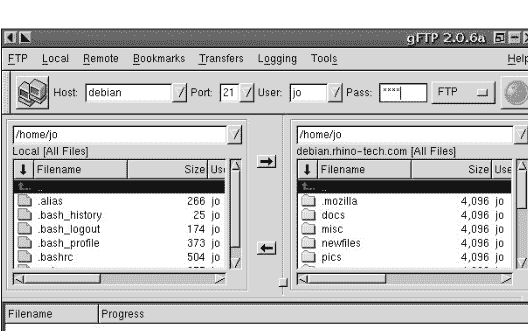 gFTP 2.0.6a
FTP Local Remote Bookmarks Transfers Logging Tools Help
Host: debian Port: 21 User: jo Pass: **** FTP
/home/jo
Local [All Files]
Filename Size Use
..
.alias 266 jo
.bash_history 25 jo
.bash_logout 174 jo
.bash_profile 373 jo
.bashrc 504 jo
/home/jo
debian.rhino-tech.com [All Files]
Filename Size Use
..
.mozilla 4,096 jo
docs 4,096 jo
misc 4,096 jo
newfiles 4,096 jo
pics 4,096 jo
Filename Progress